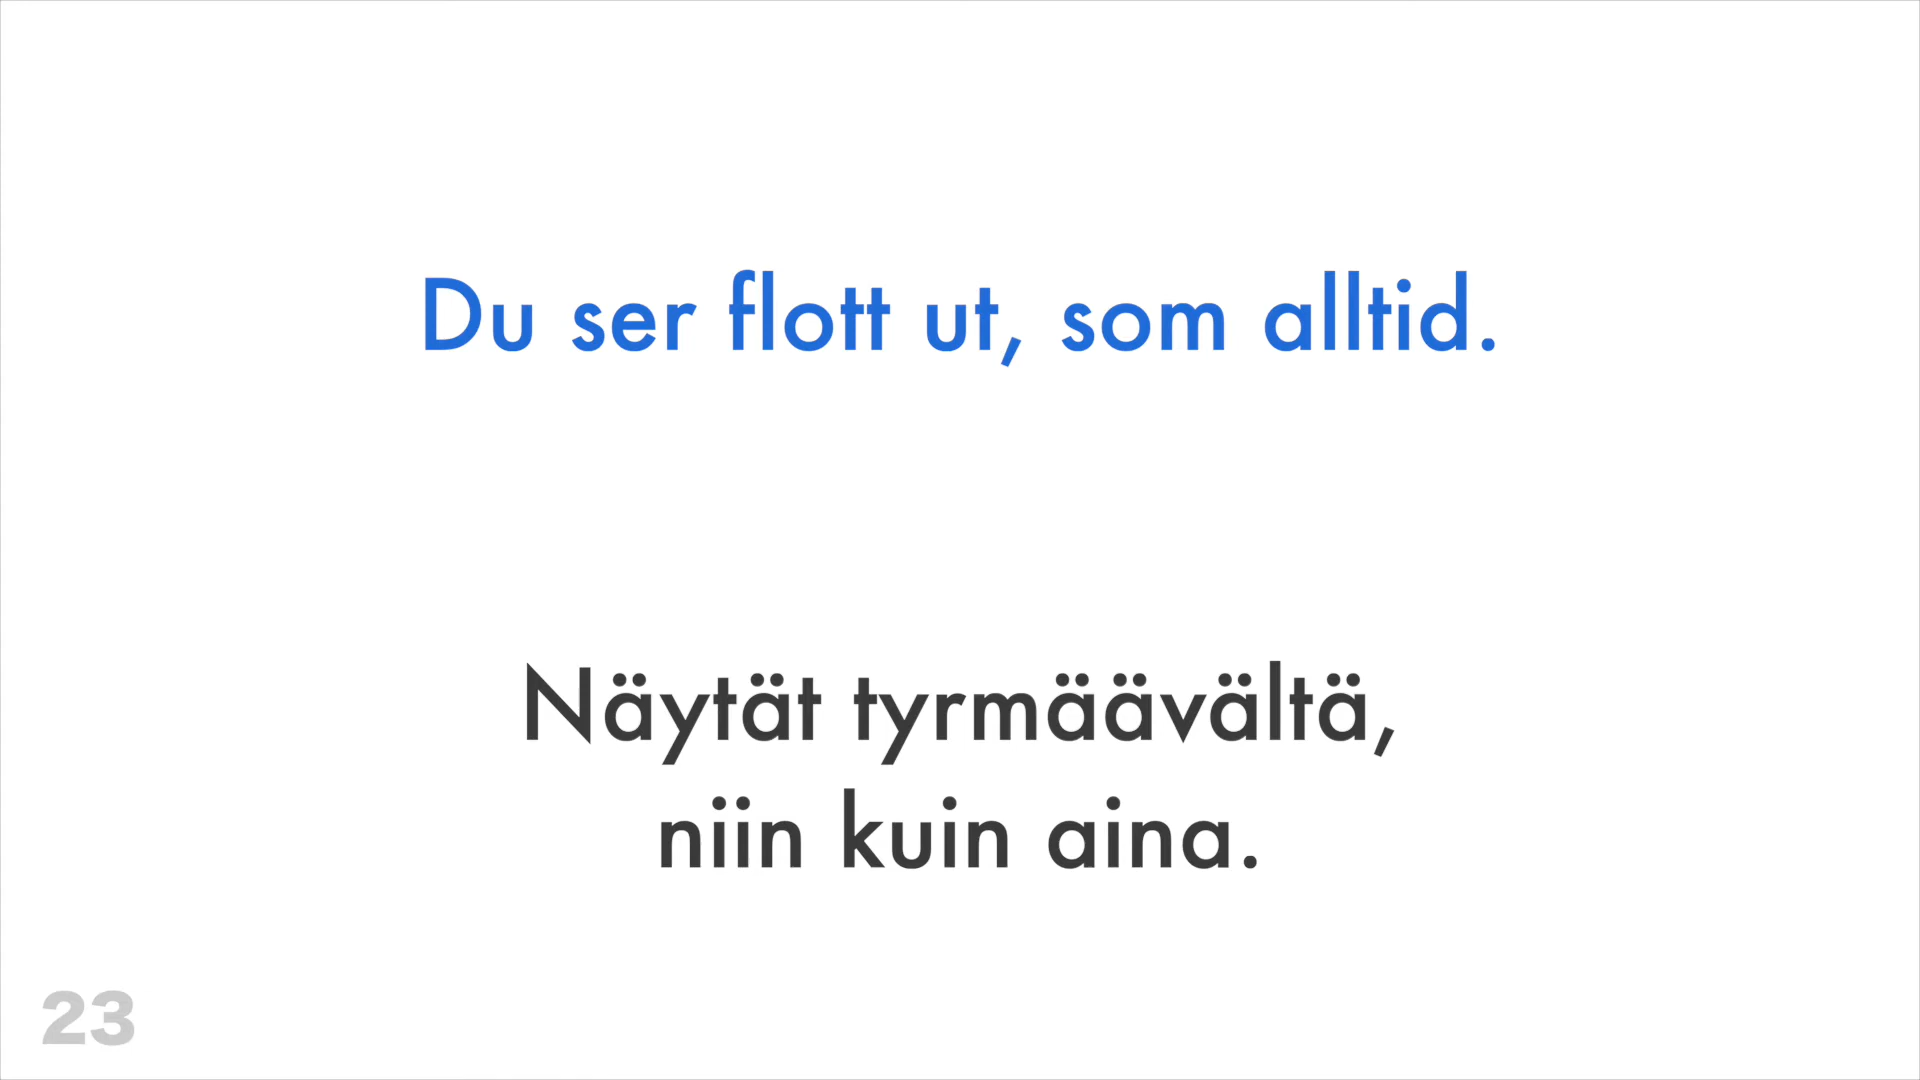 Du ser flott ut, som alltid.
Näytät tyrmäävältä,
niin kuin aina.
23